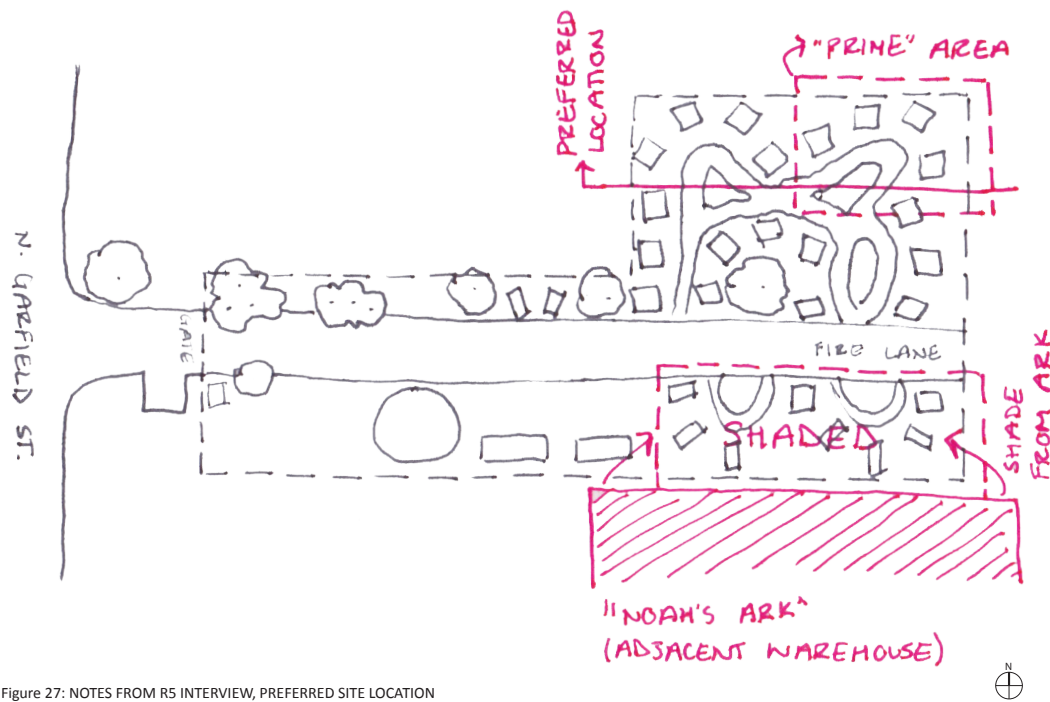 PREFERRED
LOCATION
"PRIME" AREA
N. GARFIELD ST.
GATE
FIRE LANE
SHADED
SHADE
FROM ARK
"NOAH'S ARK"
(ADJACENT WAREHOUSE)
N
Figure 27: NOTES FROM R5 INTERVIEW, PREFERRED SITE LOCATION